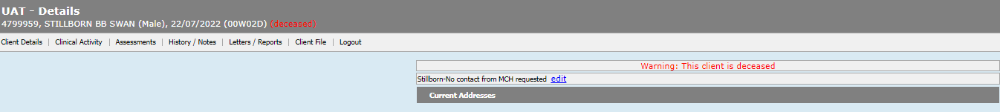 UAT - Details
4799959, STILLBORN BB SWAN (Male), 22/07/2022 (00W02D) (deceased)
Client Details | Clinical Activity | Assessments | History / Notes | Letters / Reports | Client File | Logout
Warning: This client is deceased
Stillborn-No contact from MCH requested edit
Current Addresses